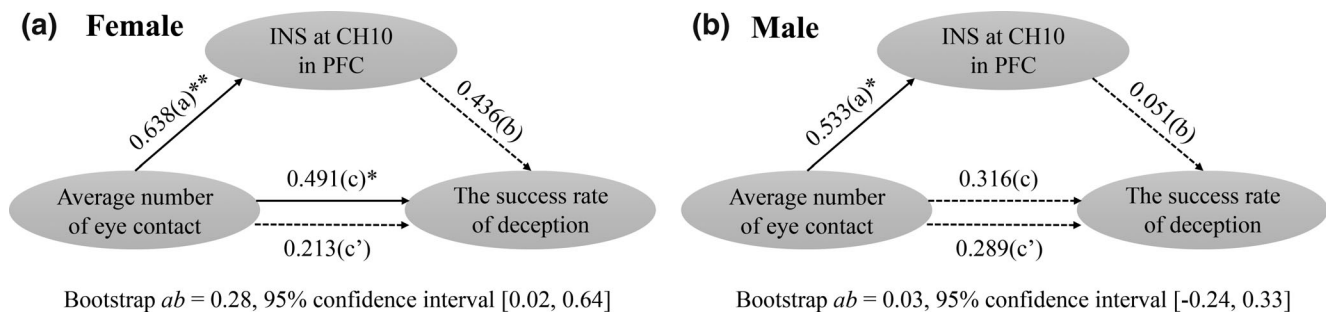 (a) Female
INS at CH10
in PFC
0.638(a)**
0.436(b)
Average number
of eye contact
0.491(c)*
0.213(c’)
The success rate
of deception
Bootstrap ab = 0.28, 95% confidence interval [0.02, 0.64]
(b) Male
INS at CH10
in PFC
0.533(a)*
0.051(b)
Average number
of eye contact
0.316(c)
0.289(c’)
The success rate
of deception
Bootstrap ab = 0.03, 95% confidence interval [-0.24, 0.33]